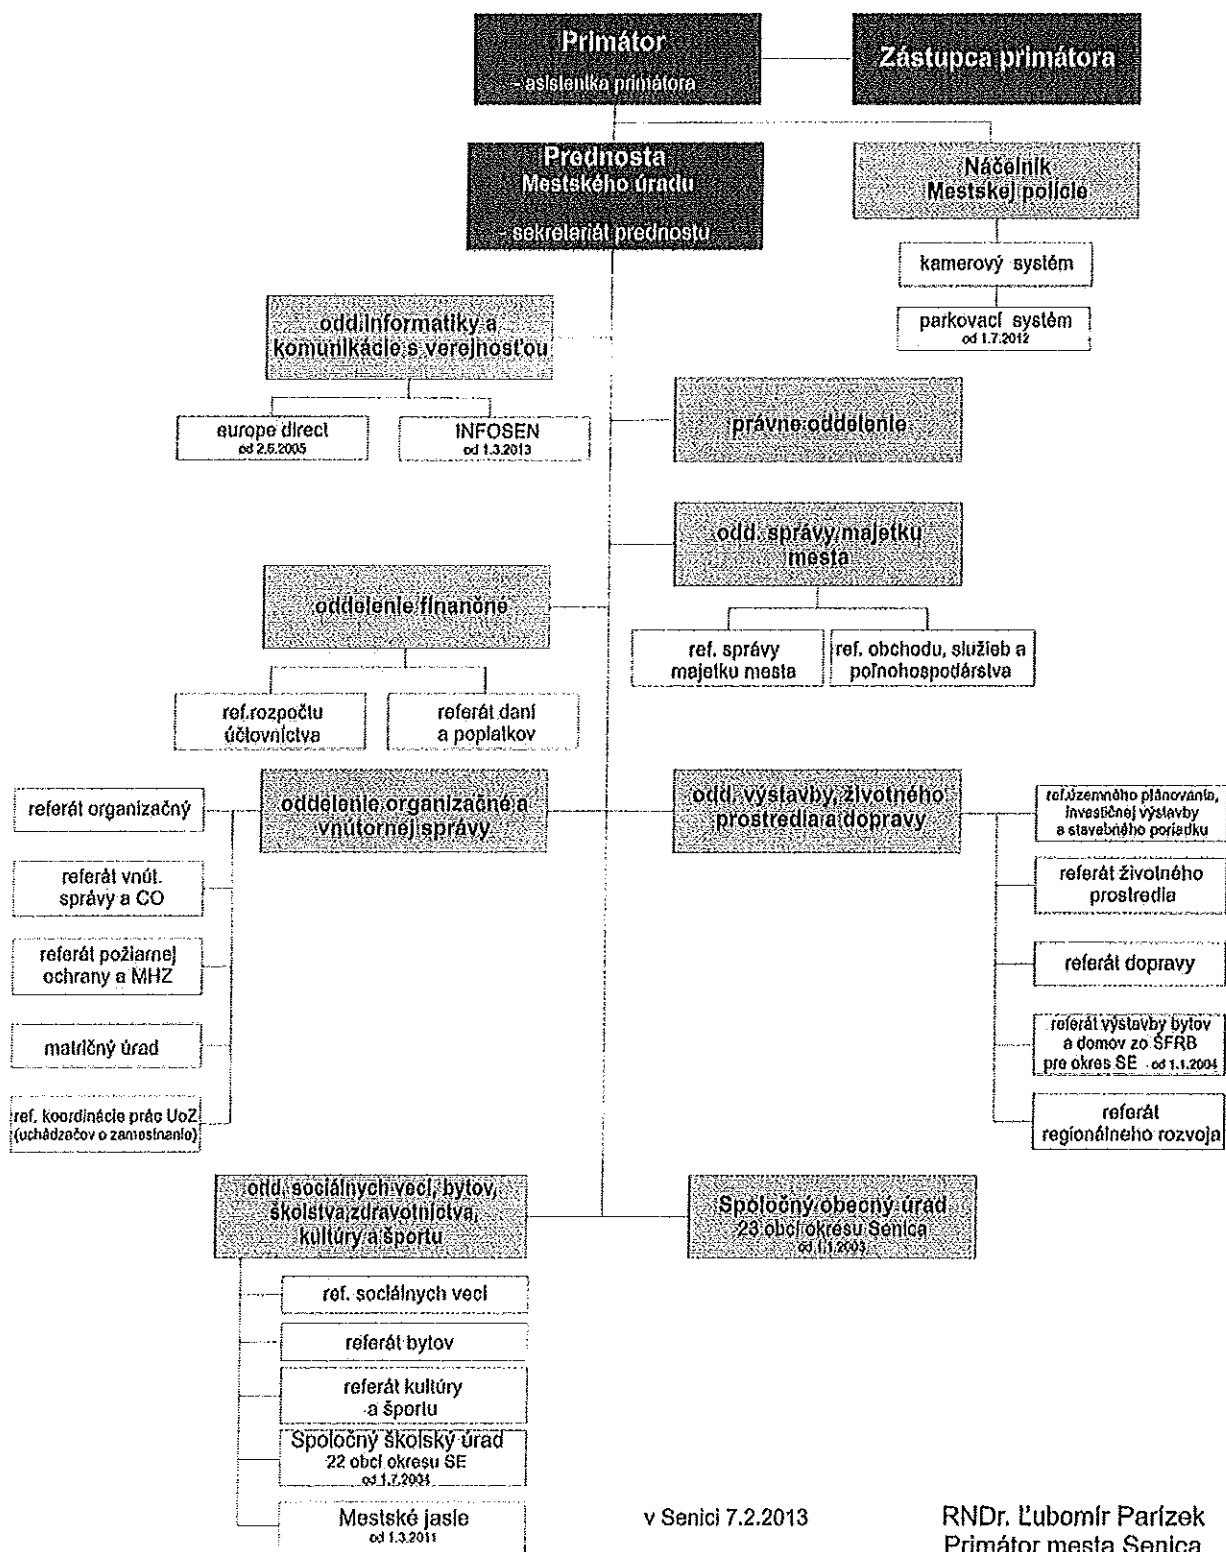 Primátor
- asistentka primátora
Zástupca primátora
Prednosta
Mestského úradu
- sekretariát prednostu
Náčelník
Mestskej polície
kamerový systém
parkovací systém
od 1.7.2012
odd.informatiky a
komunikácie s verejnosťou
europe direct
od 2.6.2005
INFOSEN
od 1.3.2013
právne oddelenie
odd. správy majetku
mesta
ref. správy
majetku mesta
ref. obchodu, služieb a
poľnohospodárstva
oddelenie finančné
ref.rozpočtu
účtovníctva
referát daní
a poplatkov
oddelenie organizačné a
vnútornej správy
referát organizačný
referát vnút.
správy a CO
referát požiarnej
ochrany a MHZ
matričný úrad
ref. koordinácie prác UoZ
(uchádzačov o zamestnanie)
odd. výstavby, životného
prostredia a dopravy
ref.územného plánovania,
investičnej výstavby
a stavebného poriadku
referát životného
prostredia
referát dopravy
referát výstavby bytov
a domov zo ŠFRB
pre okres SE - od 1.1.2004
referát
regionálneho rozvoja
odd. sociálnych vecí, bytov,
školstva,zdravotníctva,
kultúry a športu
ref. sociálnych vecí
referát bytov
referát kultúry
a športu
Spoločný školský úrad
22 obcí okresu SE
od 1.7.2004
Mestské jasle
od 1.3.2011
Spoločný obecný úrad
23 obcí okresu Senica
od 1.1.2003
v Senici 7.2.2013
RNDr. Ľubomír Parízek
Primátor mesta Senica